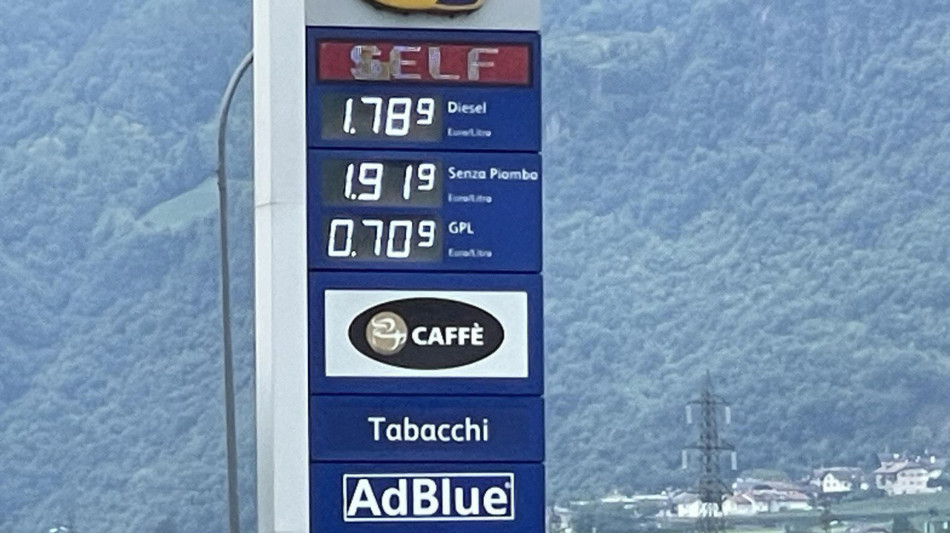 SELF
1.789 Diesel
Euro/Litro
1.919 Senza Piombo
Euro/Litro
0.709 GPL
Euro/Litro
CAFFÈ
Tabacchi
AdBlue